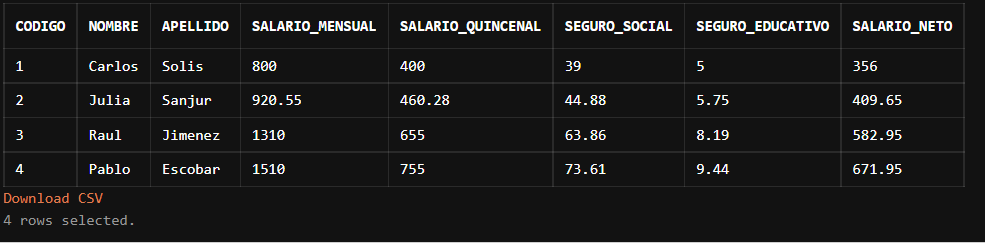 CODIGO NOMBRE APELLIDO SALARIO_MENSUAL SALARIO_QUINCENAL SEGURO_SOCIAL SEGURO_EDUCATIVO SALARIO_NETO
1 Carlos Solis 800 400 39 5 356
2 Julia Sanjur 920.55 460.28 44.88 5.75 409.65
3 Raul Jimenez 1310 655 63.86 8.19 582.95
4 Pablo Escobar 1510 755 73.61 9.44 671.95
Download CSV
4 rows selected.